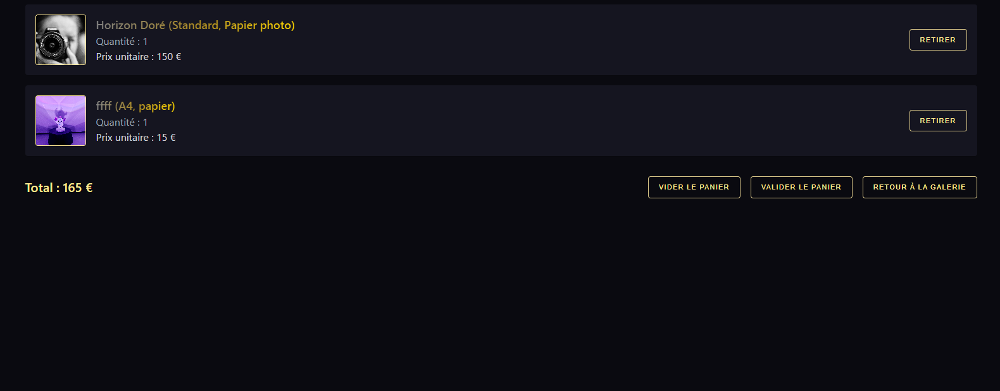 Horizon Doré (Standard, Papier photo)
Quantité : 1
Prix unitaire : 150 €
RETIRER
ffff (A4, papier)
Quantité : 1
Prix unitaire : 15 €
RETIRER
Total : 165 €
VIDER LE PANIER
VALIDER LE PANIER
RETOUR À LA GALERIE